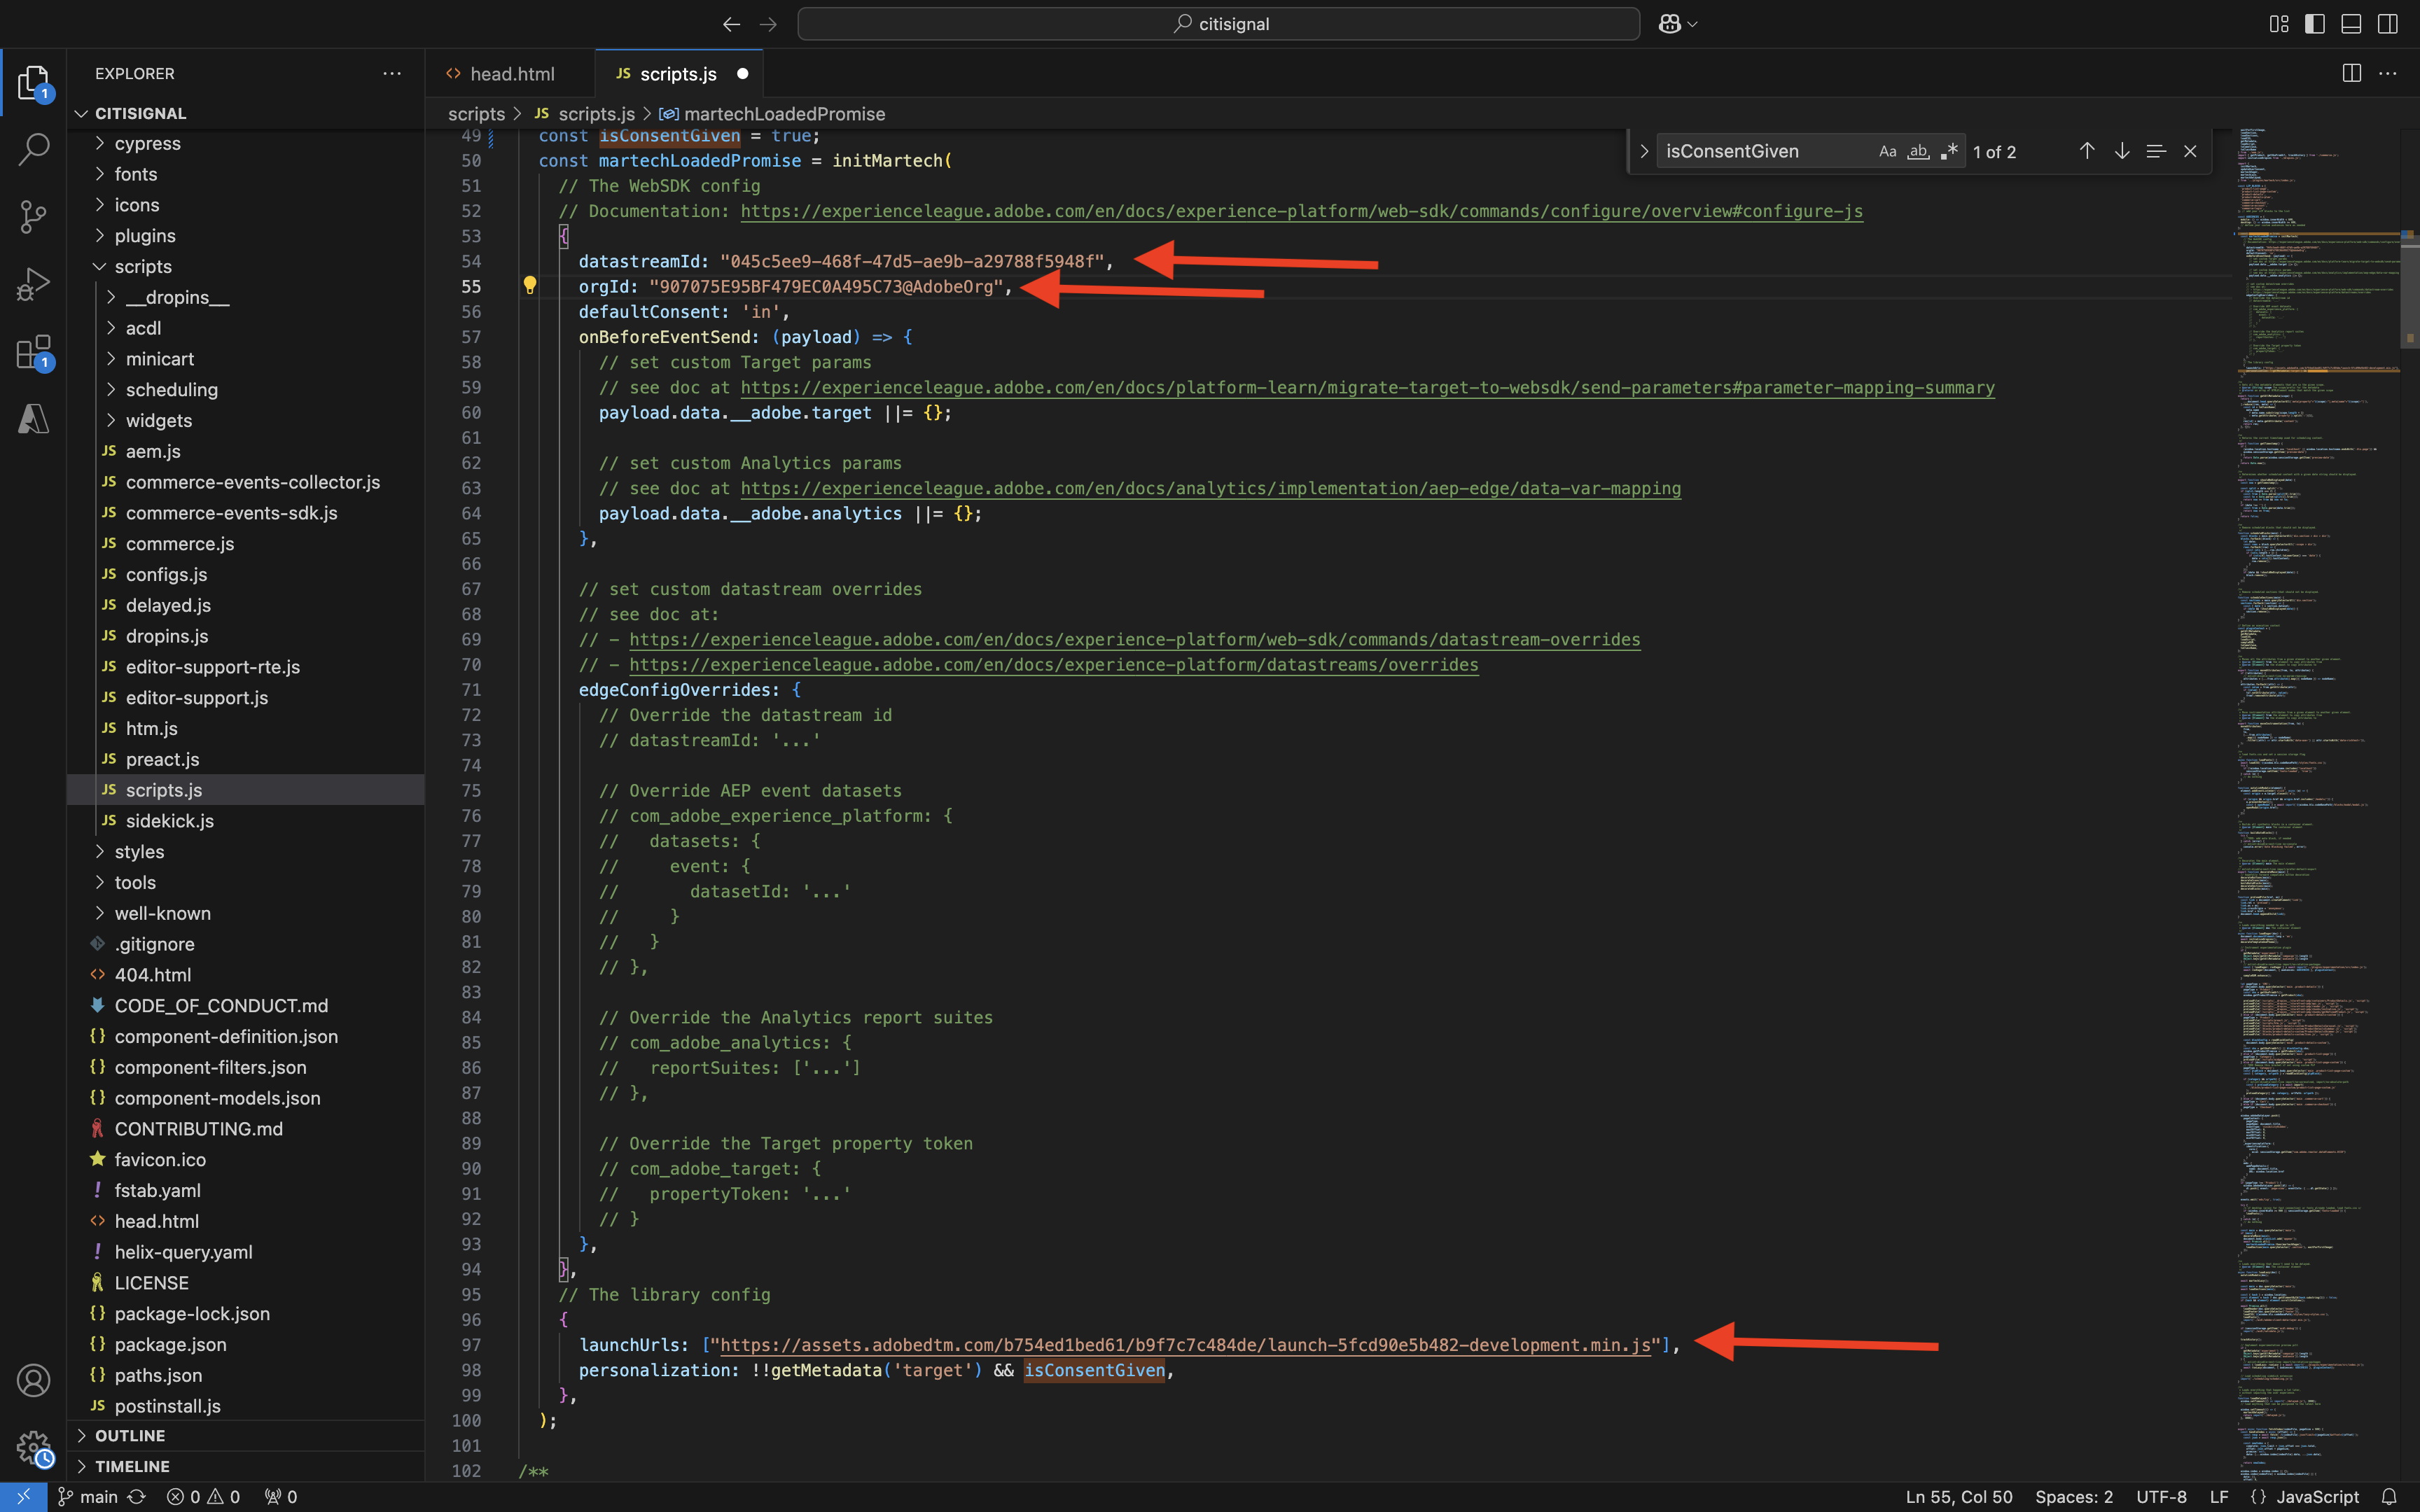 citisignal
EXPLORER
head.html
scripts.js
CITISIGNAL
scripts > JS scripts.js > martechLoadedPromise
isConsentGiven
Aa ab .* 1 of 2
cypress
fonts
icons
plugins
scripts
__dropins__
acdl
minicart
scheduling
widgets
JS aem.js
JS commerce-events-collector.js
JS commerce-events-sdk.js
JS commerce.js
JS configs.js
JS delayed.js
JS dropins.js
JS editor-support-rte.js
JS editor-support.js
JS htm.js
JS preact.js
JS scripts.js
JS sidekick.js
styles
tools
well-known
.gitignore
404.html
CODE_OF_CONDUCT.md
component-definition.json
component-filters.json
component-models.json
CONTRIBUTING.md
favicon.ico
fstab.yaml
head.html
helix-query.yaml
LICENSE
package-lock.json
package.json
paths.json
JS postinstall.js
OUTLINE
TIMELINE
49 const isConsentGiven = true;
50 const martechLoadedPromise = initMartech(
51 // The WebSDK config
52 // Documentation: https://experienceleague.adobe.com/en/docs/experience-platform/web-sdk/commands/configure/overview#configure-js
53 {
54 datastreamId: "045c5ee9-468f-47d5-ae9b-a29788f5948f",
55 orgId: "907075E95BF479EC0A495C73@AdobeOrg",
56 defaultConsent: 'in',
57 onBeforeEventSend: (payload) => {
58 // set custom Target params
59 // see doc at https://experienceleague.adobe.com/en/docs/platform-learn/migrate-target-to-websdk/send-parameters#parameter-mapping-summary
60 payload.data.__adobe.target ||= {};
61
62 // set custom Analytics params
63 // see doc at https://experienceleague.adobe.com/en/docs/analytics/implementation/aep-edge/data-var-mapping
64 payload.data.__adobe.analytics ||= {};
65 },
66
67 // set custom datastream overrides
68 // see doc at:
69 // - https://experienceleague.adobe.com/en/docs/experience-platform/web-sdk/commands/datastream-overrides
70 // - https://experienceleague.adobe.com/en/docs/experience-platform/datastreams/overrides
71 edgeConfigOverrides: {
72 // Override the datastream id
73 // datastreamId: '...'
74
75 // Override AEP event datasets
76 // com_adobe_experience_platform: {
77 // datasets: {
78 // event: {
79 // datasetId: '...'
80 // }
81 // }
82 // },
83
84 // Override the Analytics report suites
85 // com_adobe_analytics: {
86 // reportSuites: ['...']
87 // },
88
89 // Override the Target property token
90 // com_adobe_target: {
91 // propertyToken: '...'
92 // }
93 },
94 },
95 // The library config
96 {
97 launchUrls: ["https://assets.adobedtm.com/b754ed1bed61/b9f7c7c484de/launch-5fcd90e5b482-development.min.js"],
98 personalization: !!getMetadata('target') && isConsentGiven,
99 },
100 );
101
102 /**
main 0 0 0
Ln 55, Col 50 Spaces: 2 UTF-8 LF {} JavaScript